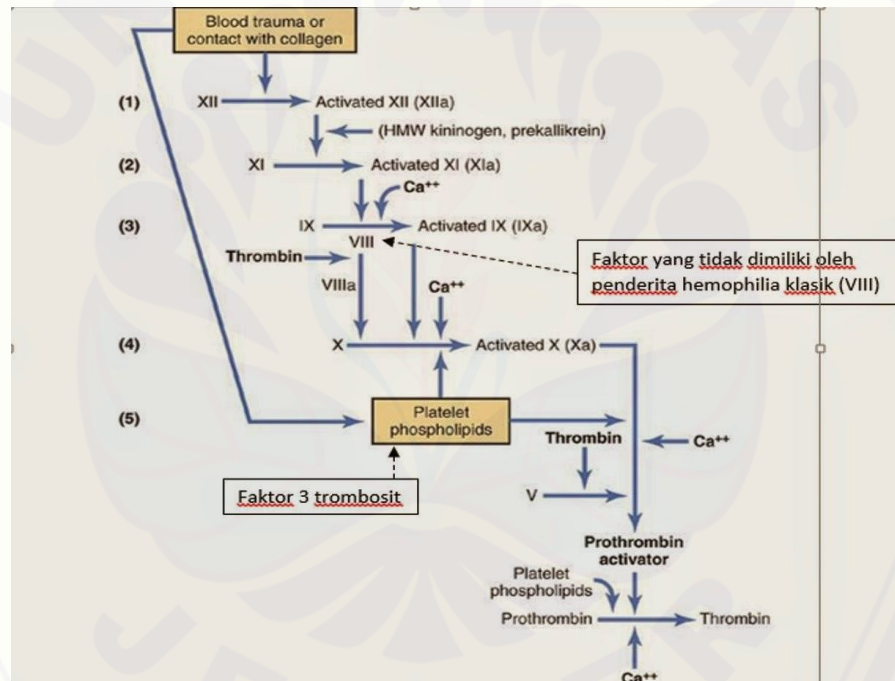 Blood trauma or
contact with collagen
(1)
XII
Activated XII (XIIa)
(HMW kininogen, prekallikrein)
(2)
XI
Activated XI (XIa)
Ca⁺⁺
(3)
IX
Activated IX (IXa)
VIII
Thrombin
VIIIa
Ca⁺⁺
Faktor yang tidak dimiliki oleh
penderita hemophilia klasik (VIII)
(4)
X
Activated X (Xa)
(5)
Platelet
phospholipids
Thrombin
Ca⁺⁺
Faktor 3 trombosit
V
Prothrombin
activator
Platelet
phospholipids
Prothrombin
Thrombin
Ca⁺⁺